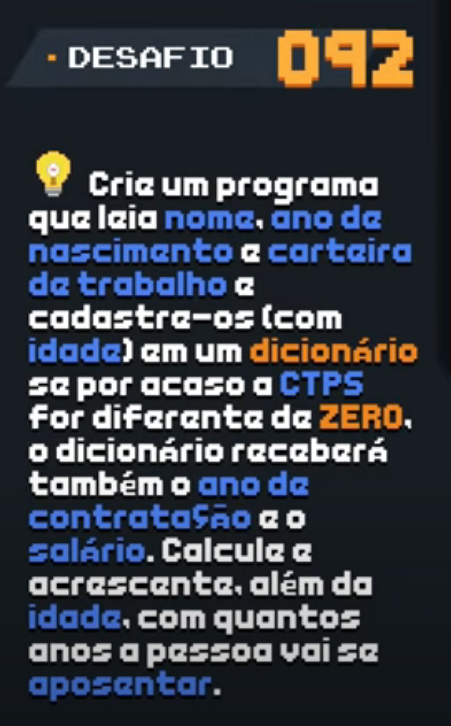 DESAFIO 092
Crie um programa
que leia nome, ano de
nascimento e carteira
de trabalho e
cadastre-os (com
idade) em um dicionário
se por acaso a CTPS
for diferente de ZERO,
o dicionário receberá
também o ano de
contratação e o
salário. Calcule e
acrescente, além da
idade, com quantos
anos a pessoa vai se
aposentar.